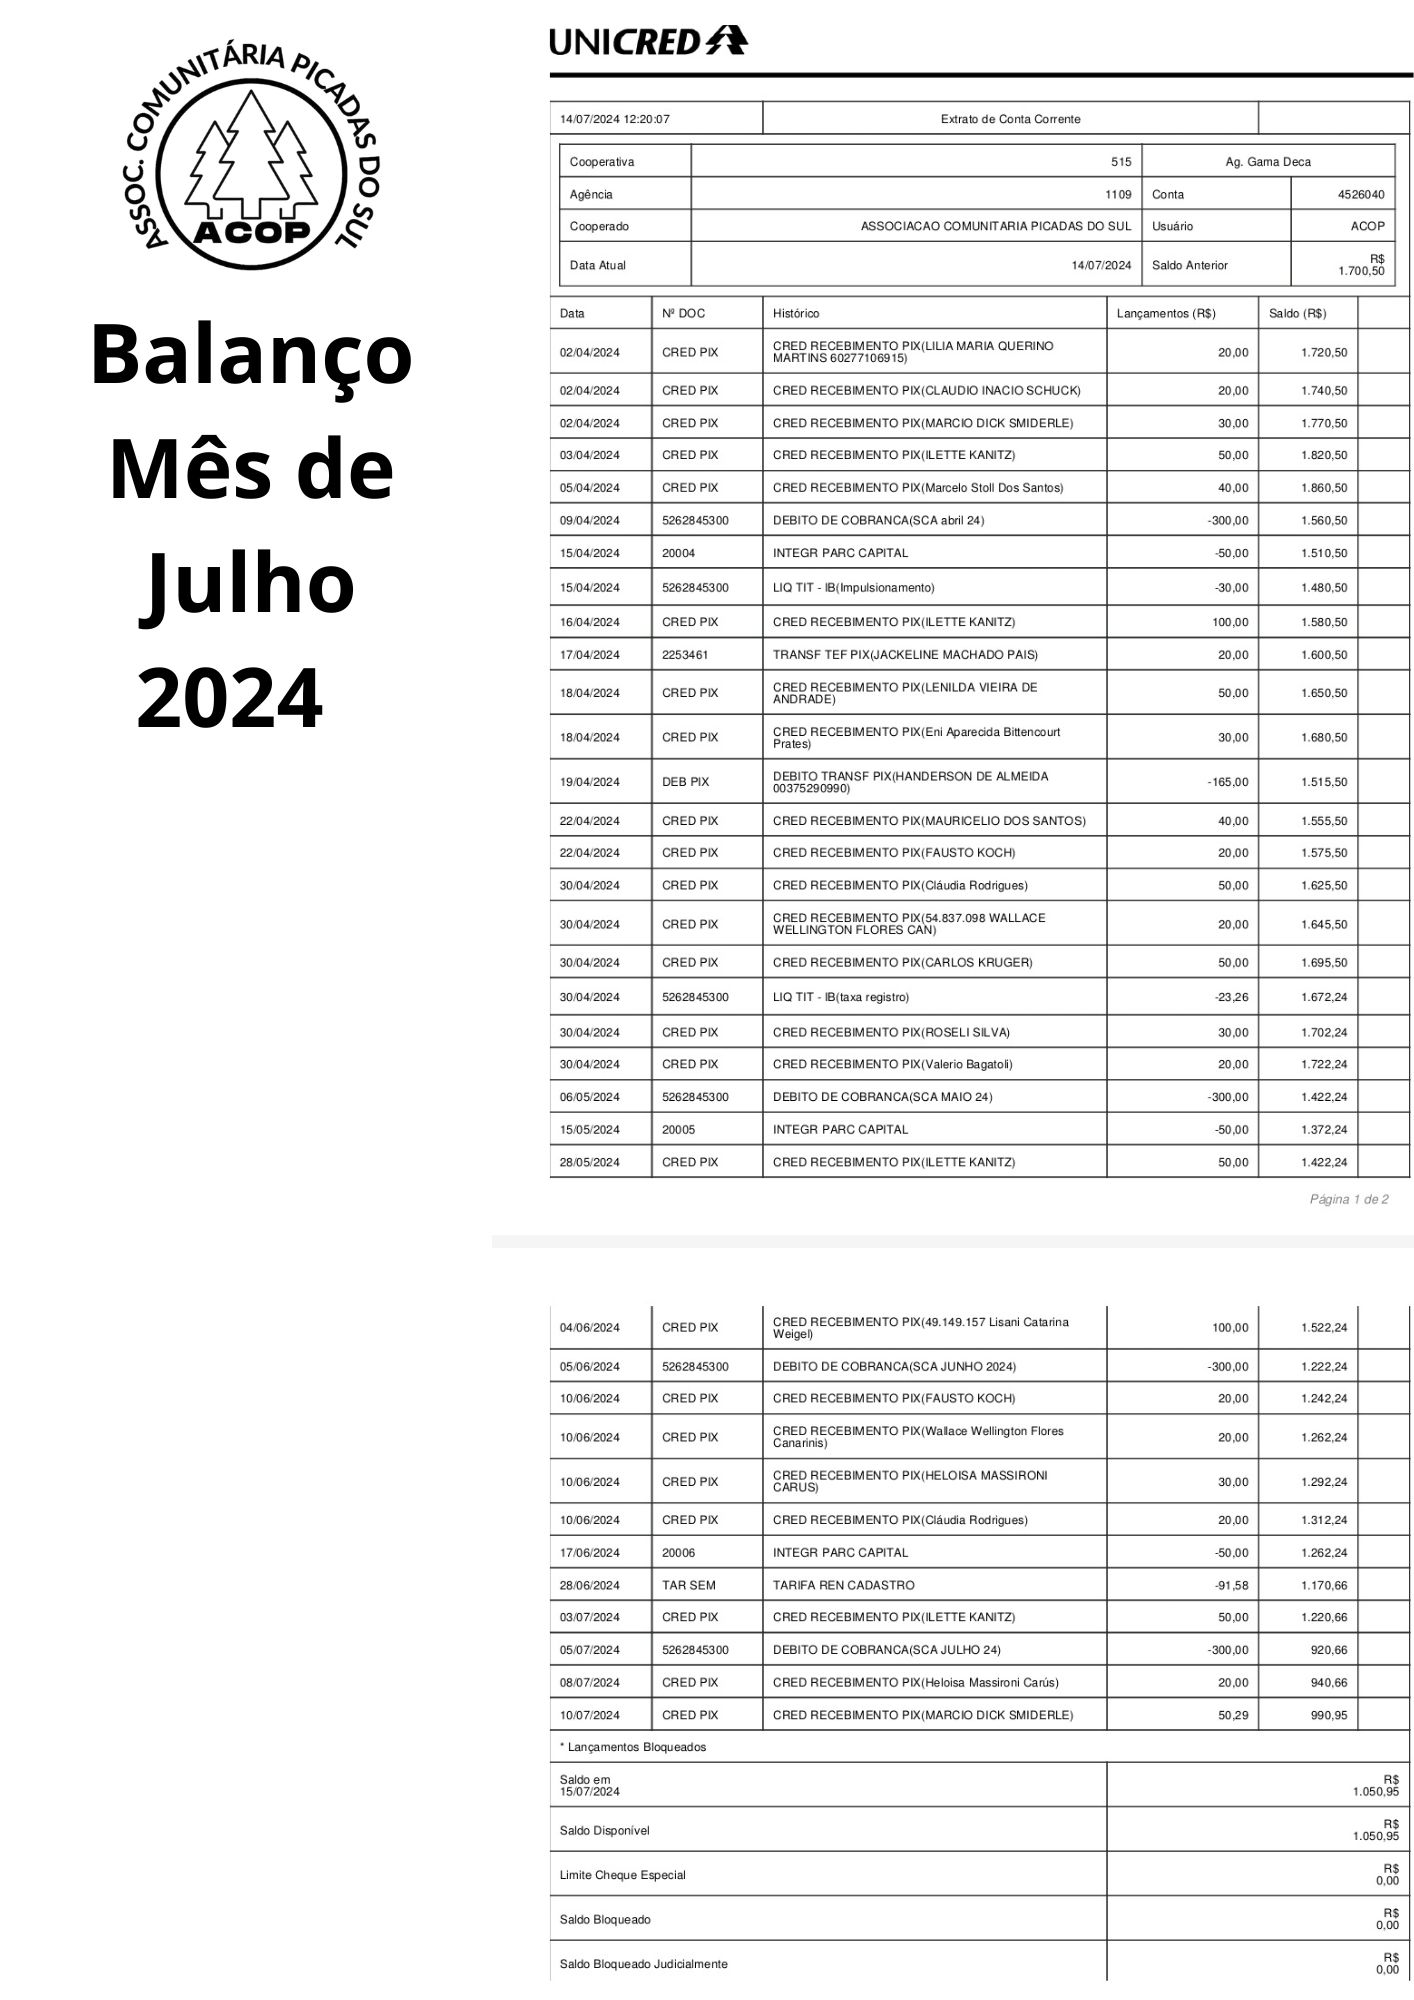 ASSOC. COMUNITÁRIA PICADAS DO SUL
ACOP
Balanço
Mês de
Julho
2024
UNICRED
14/07/2024 12:20:07 Extrato de Conta Corrente
Cooperativa 515 Ag. Gama Deca
Agência 1109 Conta 4526040
Cooperado ASSOCIACAO COMUNITARIA PICADAS DO SUL Usuário ACOP
Data Atual 14/07/2024 Saldo Anterior R$
1.700,50
Data Nº DOC Histórico Lançamentos (R$) Saldo (R$)
02/04/2024 CRED PIX CRED RECEBIMENTO PIX(LILIA MARIA QUERINO
MARTINS 60277106915) 20,00 1.720,50
02/04/2024 CRED PIX CRED RECEBIMENTO PIX(CLAUDIO INACIO SCHUCK) 20,00 1.740,50
02/04/2024 CRED PIX CRED RECEBIMENTO PIX(MARCIO DICK SMIDERLE) 30,00 1.770,50
03/04/2024 CRED PIX CRED RECEBIMENTO PIX(ILETTE KANITZ) 50,00 1.820,50
05/04/2024 CRED PIX CRED RECEBIMENTO PIX(Marcelo Stoll Dos Santos) 40,00 1.860,50
09/04/2024 5262845300 DEBITO DE COBRANCA(SCA abril 24) -300,00 1.560,50
15/04/2024 20004 INTEGR PARC CAPITAL -50,00 1.510,50
15/04/2024 5262845300 LIQ TIT - IB(Impulsionamento) -30,00 1.480,50
16/04/2024 CRED PIX CRED RECEBIMENTO PIX(ILETTE KANITZ) 100,00 1.580,50
17/04/2024 2253461 TRANSF TEF PIX(JACKELINE MACHADO PAIS) 20,00 1.600,50
18/04/2024 CRED PIX CRED RECEBIMENTO PIX(LENILDA VIEIRA DE
ANDRADE) 50,00 1.650,50
18/04/2024 CRED PIX CRED RECEBIMENTO PIX(Eni Aparecida Bittencourt
Prates) 30,00 1.680,50
19/04/2024 DEB PIX DEBITO TRANSF PIX(HANDERSON DE ALMEIDA
00375290990) -165,00 1.515,50
22/04/2024 CRED PIX CRED RECEBIMENTO PIX(MAURICELIO DOS SANTOS) 40,00 1.555,50
22/04/2024 CRED PIX CRED RECEBIMENTO PIX(FAUSTO KOCH) 20,00 1.575,50
30/04/2024 CRED PIX CRED RECEBIMENTO PIX(Cláudia Rodrigues) 50,00 1.625,50
30/04/2024 CRED PIX CRED RECEBIMENTO PIX(54.837.098 WALLACE
WELLINGTON FLORES CAN) 20,00 1.645,50
30/04/2024 CRED PIX CRED RECEBIMENTO PIX(CARLOS KRUGER) 50,00 1.695,50
30/04/2024 5262845300 LIQ TIT - IB(taxa registro) -23,26 1.672,24
30/04/2024 CRED PIX CRED RECEBIMENTO PIX(ROSELI SILVA) 30,00 1.702,24
30/04/2024 CRED PIX CRED RECEBIMENTO PIX(Valerio Bagatoli) 20,00 1.722,24
06/05/2024 5262845300 DEBITO DE COBRANCA(SCA MAIO 24) -300,00 1.422,24
15/05/2024 20005 INTEGR PARC CAPITAL -50,00 1.372,24
28/05/2024 CRED PIX CRED RECEBIMENTO PIX(ILETTE KANITZ) 50,00 1.422,24
Página 1 de 2
04/06/2024 CRED PIX CRED RECEBIMENTO PIX(49.149.157 Lisani Catarina
Weigel) 100,00 1.522,24
05/06/2024 5262845300 DEBITO DE COBRANCA(SCA JUNHO 2024) -300,00 1.222,24
10/06/2024 CRED PIX CRED RECEBIMENTO PIX(FAUSTO KOCH) 20,00 1.242,24
10/06/2024 CRED PIX CRED RECEBIMENTO PIX(Wallace Wellington Flores
Canarinis) 20,00 1.262,24
10/06/2024 CRED PIX CRED RECEBIMENTO PIX(HELOISA MASSIRONI
CARUS) 30,00 1.292,24
10/06/2024 CRED PIX CRED RECEBIMENTO PIX(Cláudia Rodrigues) 20,00 1.312,24
17/06/2024 20006 INTEGR PARC CAPITAL -50,00 1.262,24
28/06/2024 TAR SEM TARIFA REN CADASTRO -91,58 1.170,66
03/07/2024 CRED PIX CRED RECEBIMENTO PIX(ILETTE KANITZ) 50,00 1.220,66
05/07/2024 5262845300 DEBITO DE COBRANCA(SCA JULHO 24) -300,00 920,66
08/07/2024 CRED PIX CRED RECEBIMENTO PIX(Heloisa Massironi Carús) 20,00 940,66
10/07/2024 CRED PIX CRED RECEBIMENTO PIX(MARCIO DICK SMIDERLE) 50,29 990,95
* Lançamentos Bloqueados
Saldo em
15/07/2024 R$
1.050,95
Saldo Disponível R$
1.050,95
Limite Cheque Especial R$
0,00
Saldo Bloqueado R$
0,00
Saldo Bloqueado Judicialmente R$
0,00